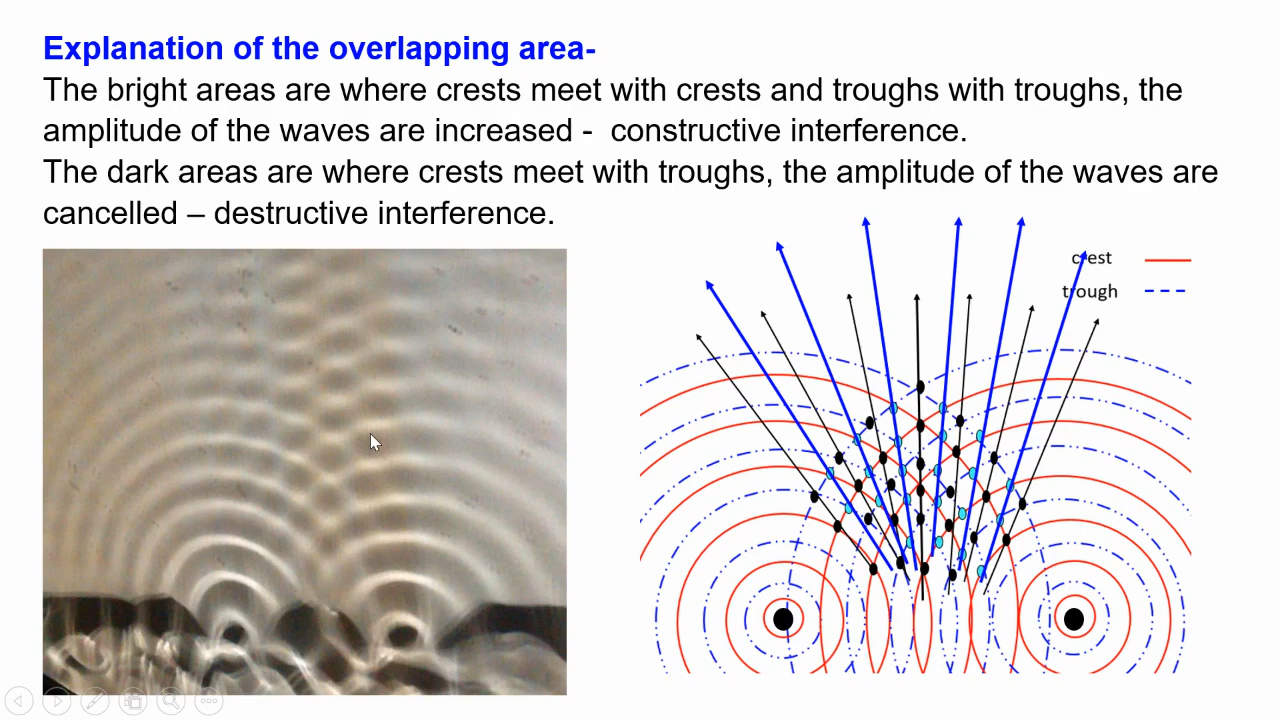 Explanation of the overlapping area-
The bright areas are where crests meet with crests and troughs with troughs, the
amplitude of the waves are increased - constructive interference.
The dark areas are where crests meet with troughs, the amplitude of the waves are
cancelled – destructive interference.
crest
trough